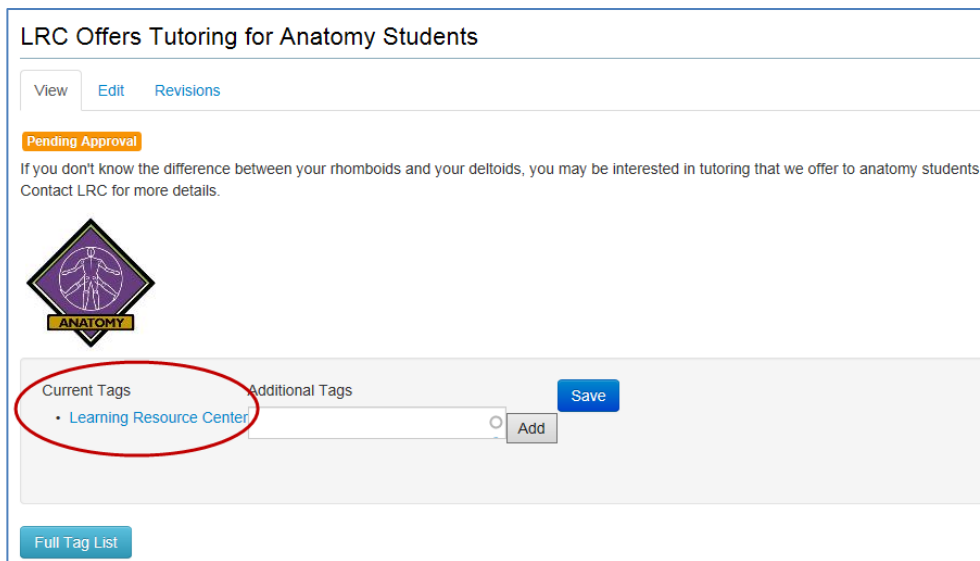 LRC Offers Tutoring for Anatomy Students
View Edit Revisions
Pending Approval
If you don't know the difference between your rhomboids and your deltoids, you may be interested in tutoring that we offer to anatomy students
Contact LRC for more details.
ANATOMY
Current Tags Additional Tags Save
• Learning Resource Center Add
Full Tag List